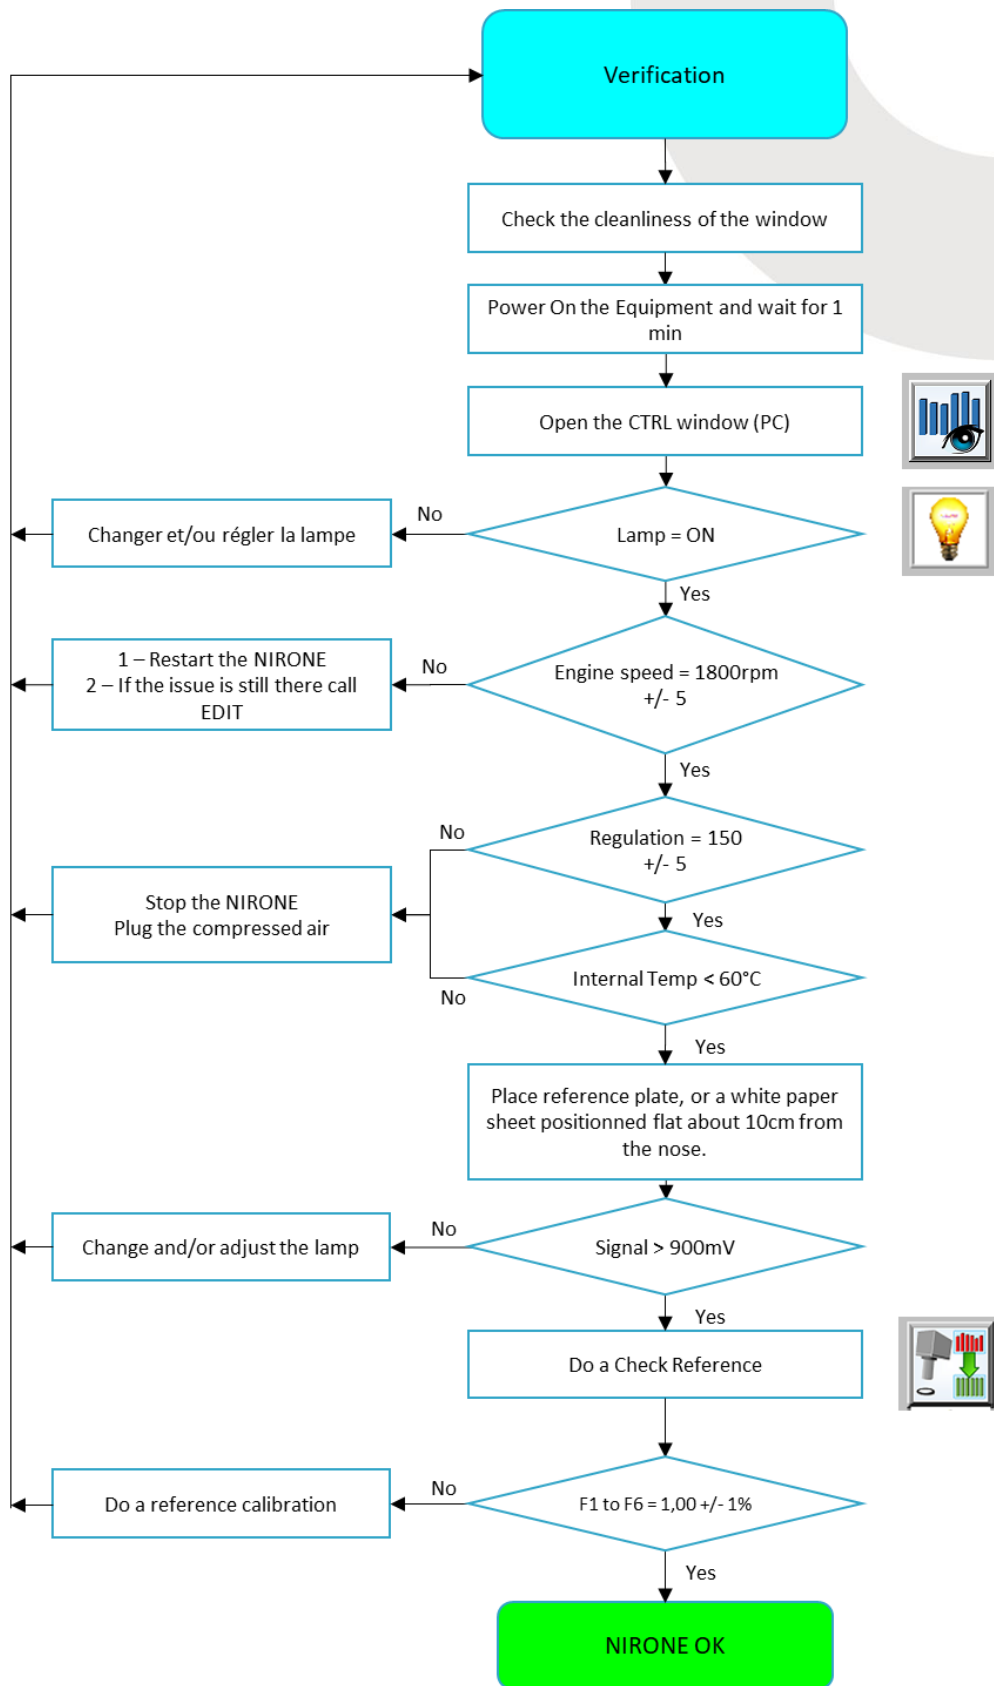 Verification
Check the cleanliness of the window
Power On the Equipment and wait for 1
min
Open the CTRL window (PC)
Changer et/ou régler la lampe
No
Lamp = ON
Yes
1 – Restart the NIRONE
2 – If the issue is still there call
EDIT
No
Engine speed = 1800rpm
+/- 5
Yes
No
Regulation = 150
+/- 5
Stop the NIRONE
Plug the compressed air
Yes
Internal Temp < 60°C
No
Yes
Place reference plate, or a white paper
sheet positionned flat about 10cm from
the nose.
Change and/or adjust the lamp
No
Signal > 900mV
Yes
Do a Check Reference
Do a reference calibration
No
F1 to F6 = 1,00 +/- 1%
Yes
NIRONE OK